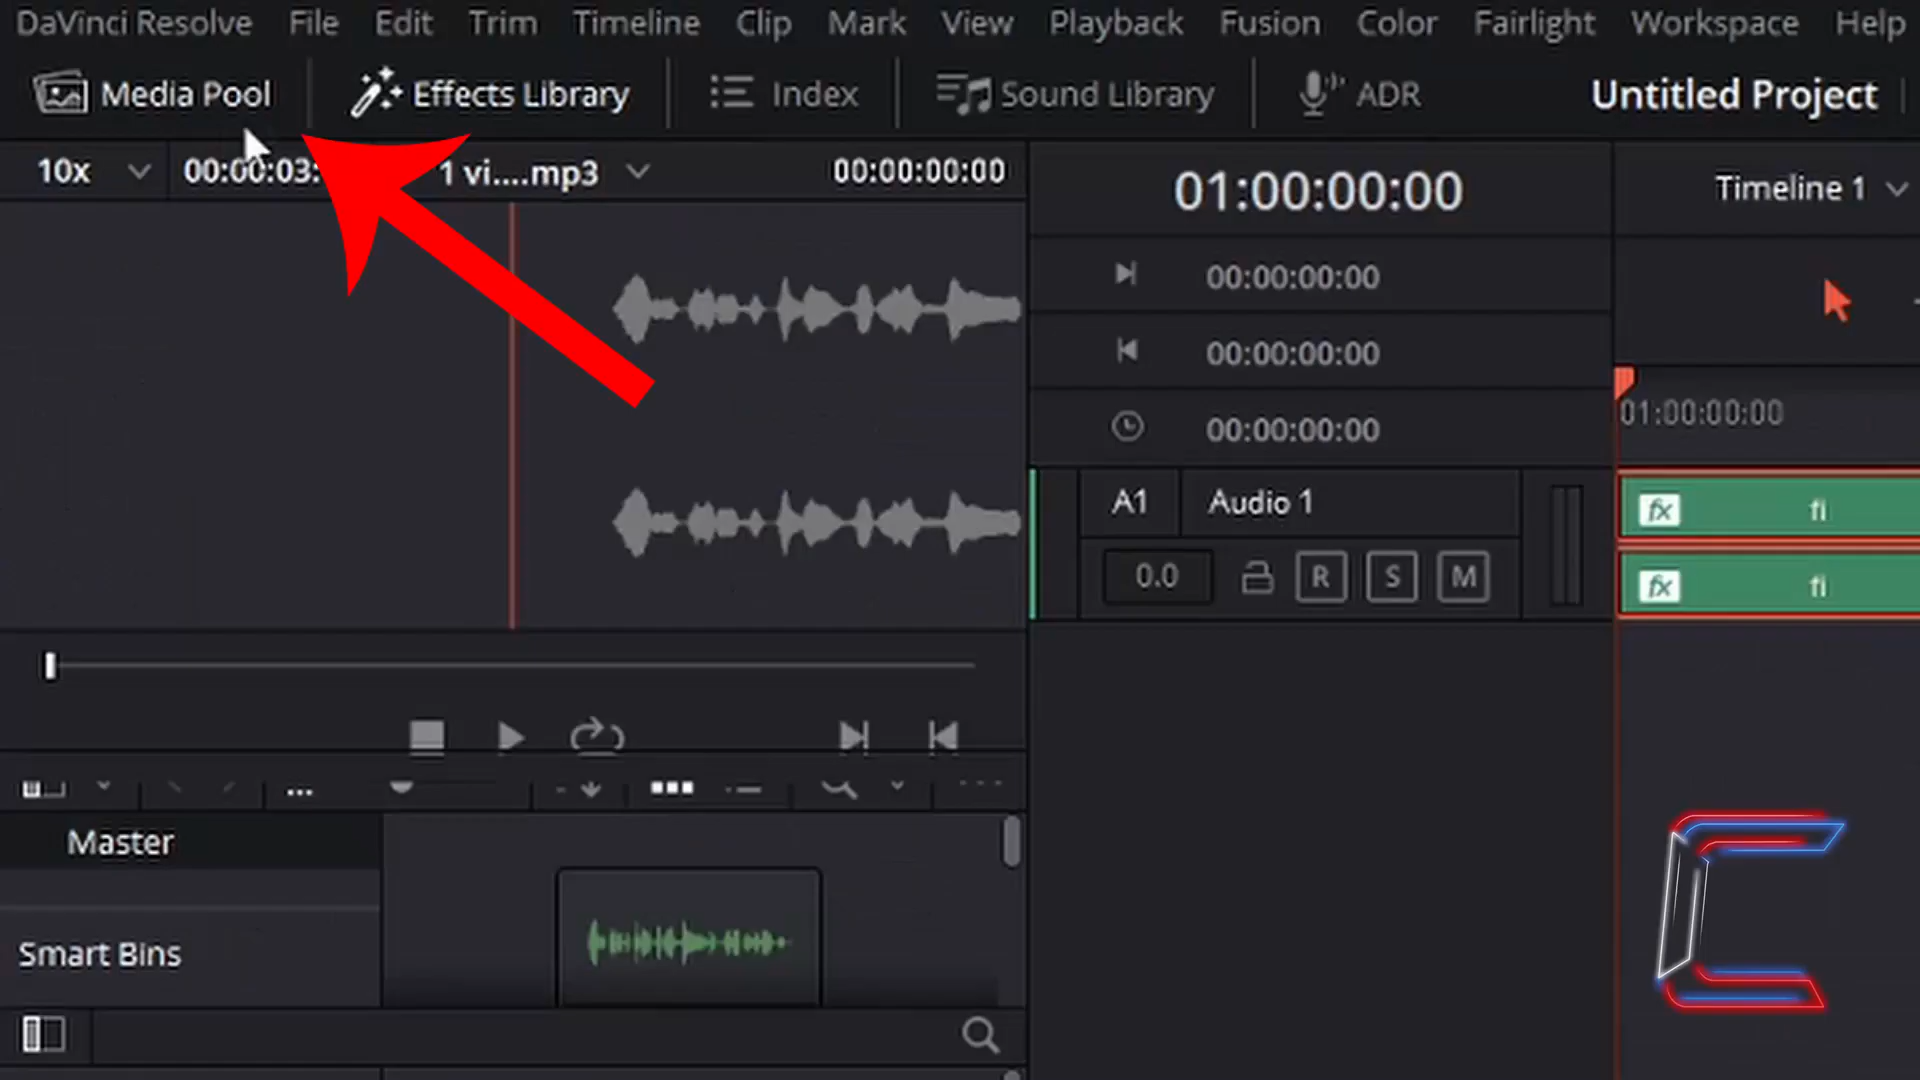 DaVinci Resolve File Edit Trim Timeline Clip Mark View Playback Fusion Color Fairlight Workspace Help
Media Pool Effects Library Index Sound Library ADR Untitled Project
10x 00:00:03: 1 vi....mp3 00:00:00:00 01:00:00:00 Timeline 1
00:00:00:00
00:00:00:00
01:00:00:00
00:00:00:00
A1 Audio 1 fx fi
0.0 R S M fx fi
Master
Smart Bins